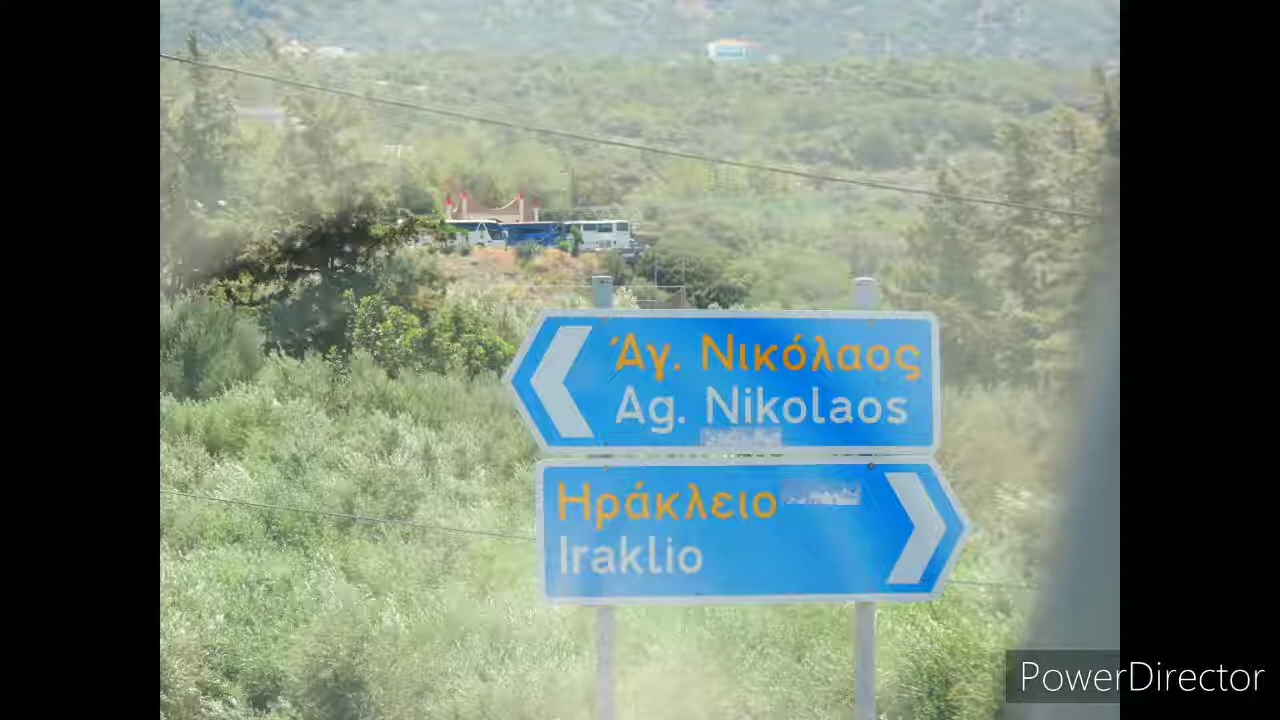 Άγ. Νικόλαος
Ag. Nikolaos
Ηράκλειο
Iraklio
PowerDirector